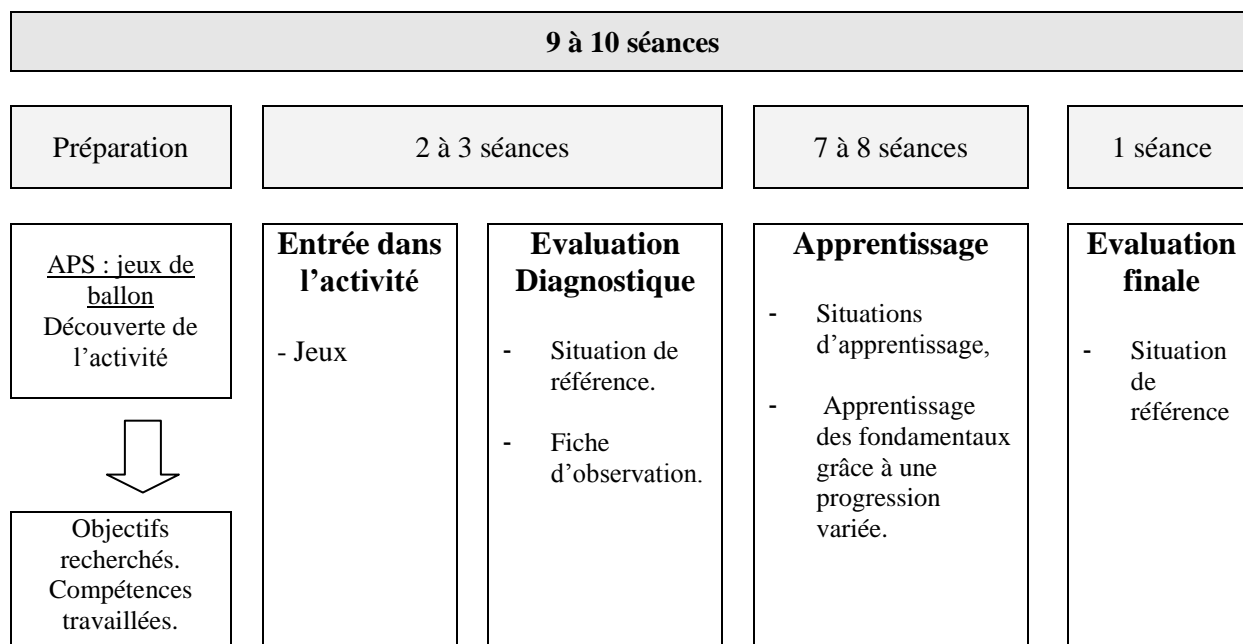 9 à 10 séances
Préparation
2 à 3 séances
7 à 8 séances
1 séance
APS : jeux de
ballon
Découverte de
l’activité
Objectifs
recherchés.
Compétences
travaillées.
Entrée dans
l’activité
- Jeux
Evaluation
Diagnostique
- Situation de
référence.
- Fiche
d’observation.
Apprentissage
- Situations
d’apprentissage,
- Apprentissage
des fondamentaux
grâce à une
progression
variée.
Evaluation
finale
- Situation
de
référence